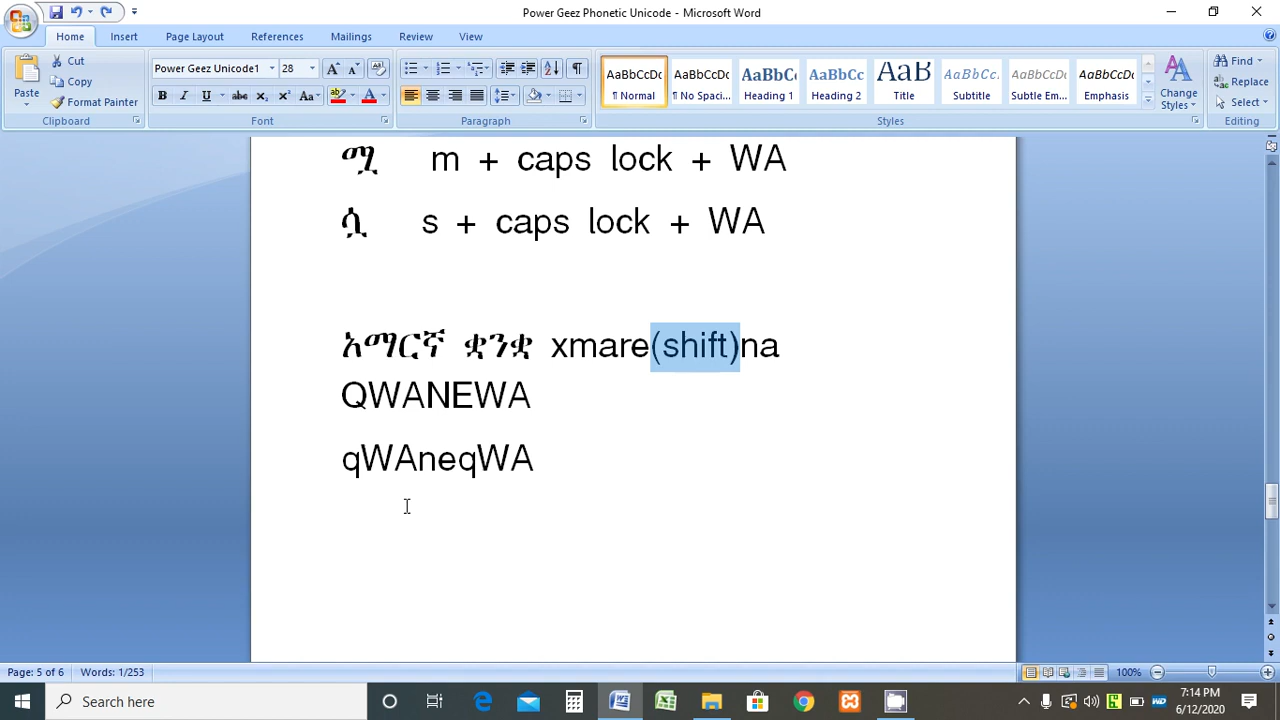 Power Geez Phonetic Unicode - Microsoft Word
Home Insert Page Layout References Mailings Review View
Paste
Cut
Copy
Format Painter
Clipboard
Power Geez Unicode1 28
Font
Paragraph
AaBbCcDc AaBbCcDc AaBbCc AaBbCc AaB AaBbCc. AaBbCcDc AaBbCcDc
¶ Normal ¶ No Spaci... Heading 1 Heading 2 Title Subtitle Subtle Em... Emphasis
Change Styles
Styles
Find
Replace
Select
Editing
ሟ m + caps lock + WA
ሷ s + caps lock + WA
አማርኛ ቋንቋ xmare(shift)na
QWANEWA
qWAneqWA
Page: 5 of 6 Words: 1/253 100%
Search here
7:14 PM
6/12/2020